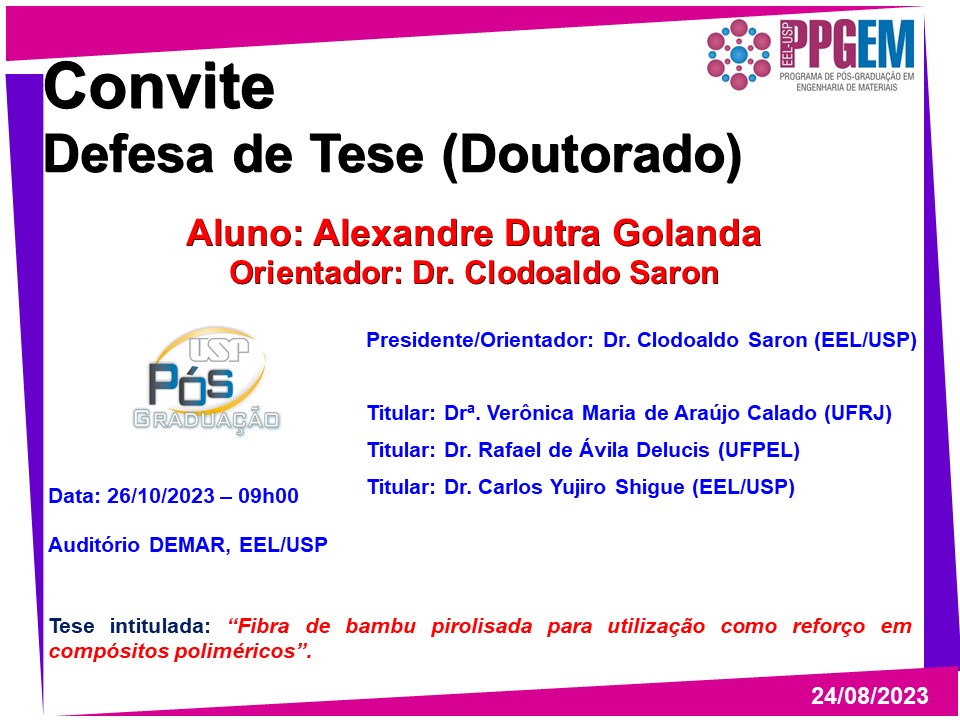 EEL-USP
PPGEM
PROGRAMA DE PÓS-GRADUAÇÃO EM
ENGENHARIA DE MATERIAIS
Convite
Defesa de Tese (Doutorado)
Aluno: Alexandre Dutra Golanda
Orientador: Dr. Clodoaldo Saron
USP
Pós
GRADUAÇÃO
Presidente/Orientador: Dr. Clodoaldo Saron (EEL/USP)
Titular: Drª. Verônica Maria de Araújo Calado (UFRJ)
Titular: Dr. Rafael de Ávila Delucis (UFPEL)
Titular: Dr. Carlos Yujiro Shigue (EEL/USP)
Data: 26/10/2023 – 09h00
Auditório DEMAR, EEL/USP
Tese intitulada: “Fibra de bambu pirolisada para utilização como reforço em
compósitos poliméricos”.
24/08/2023